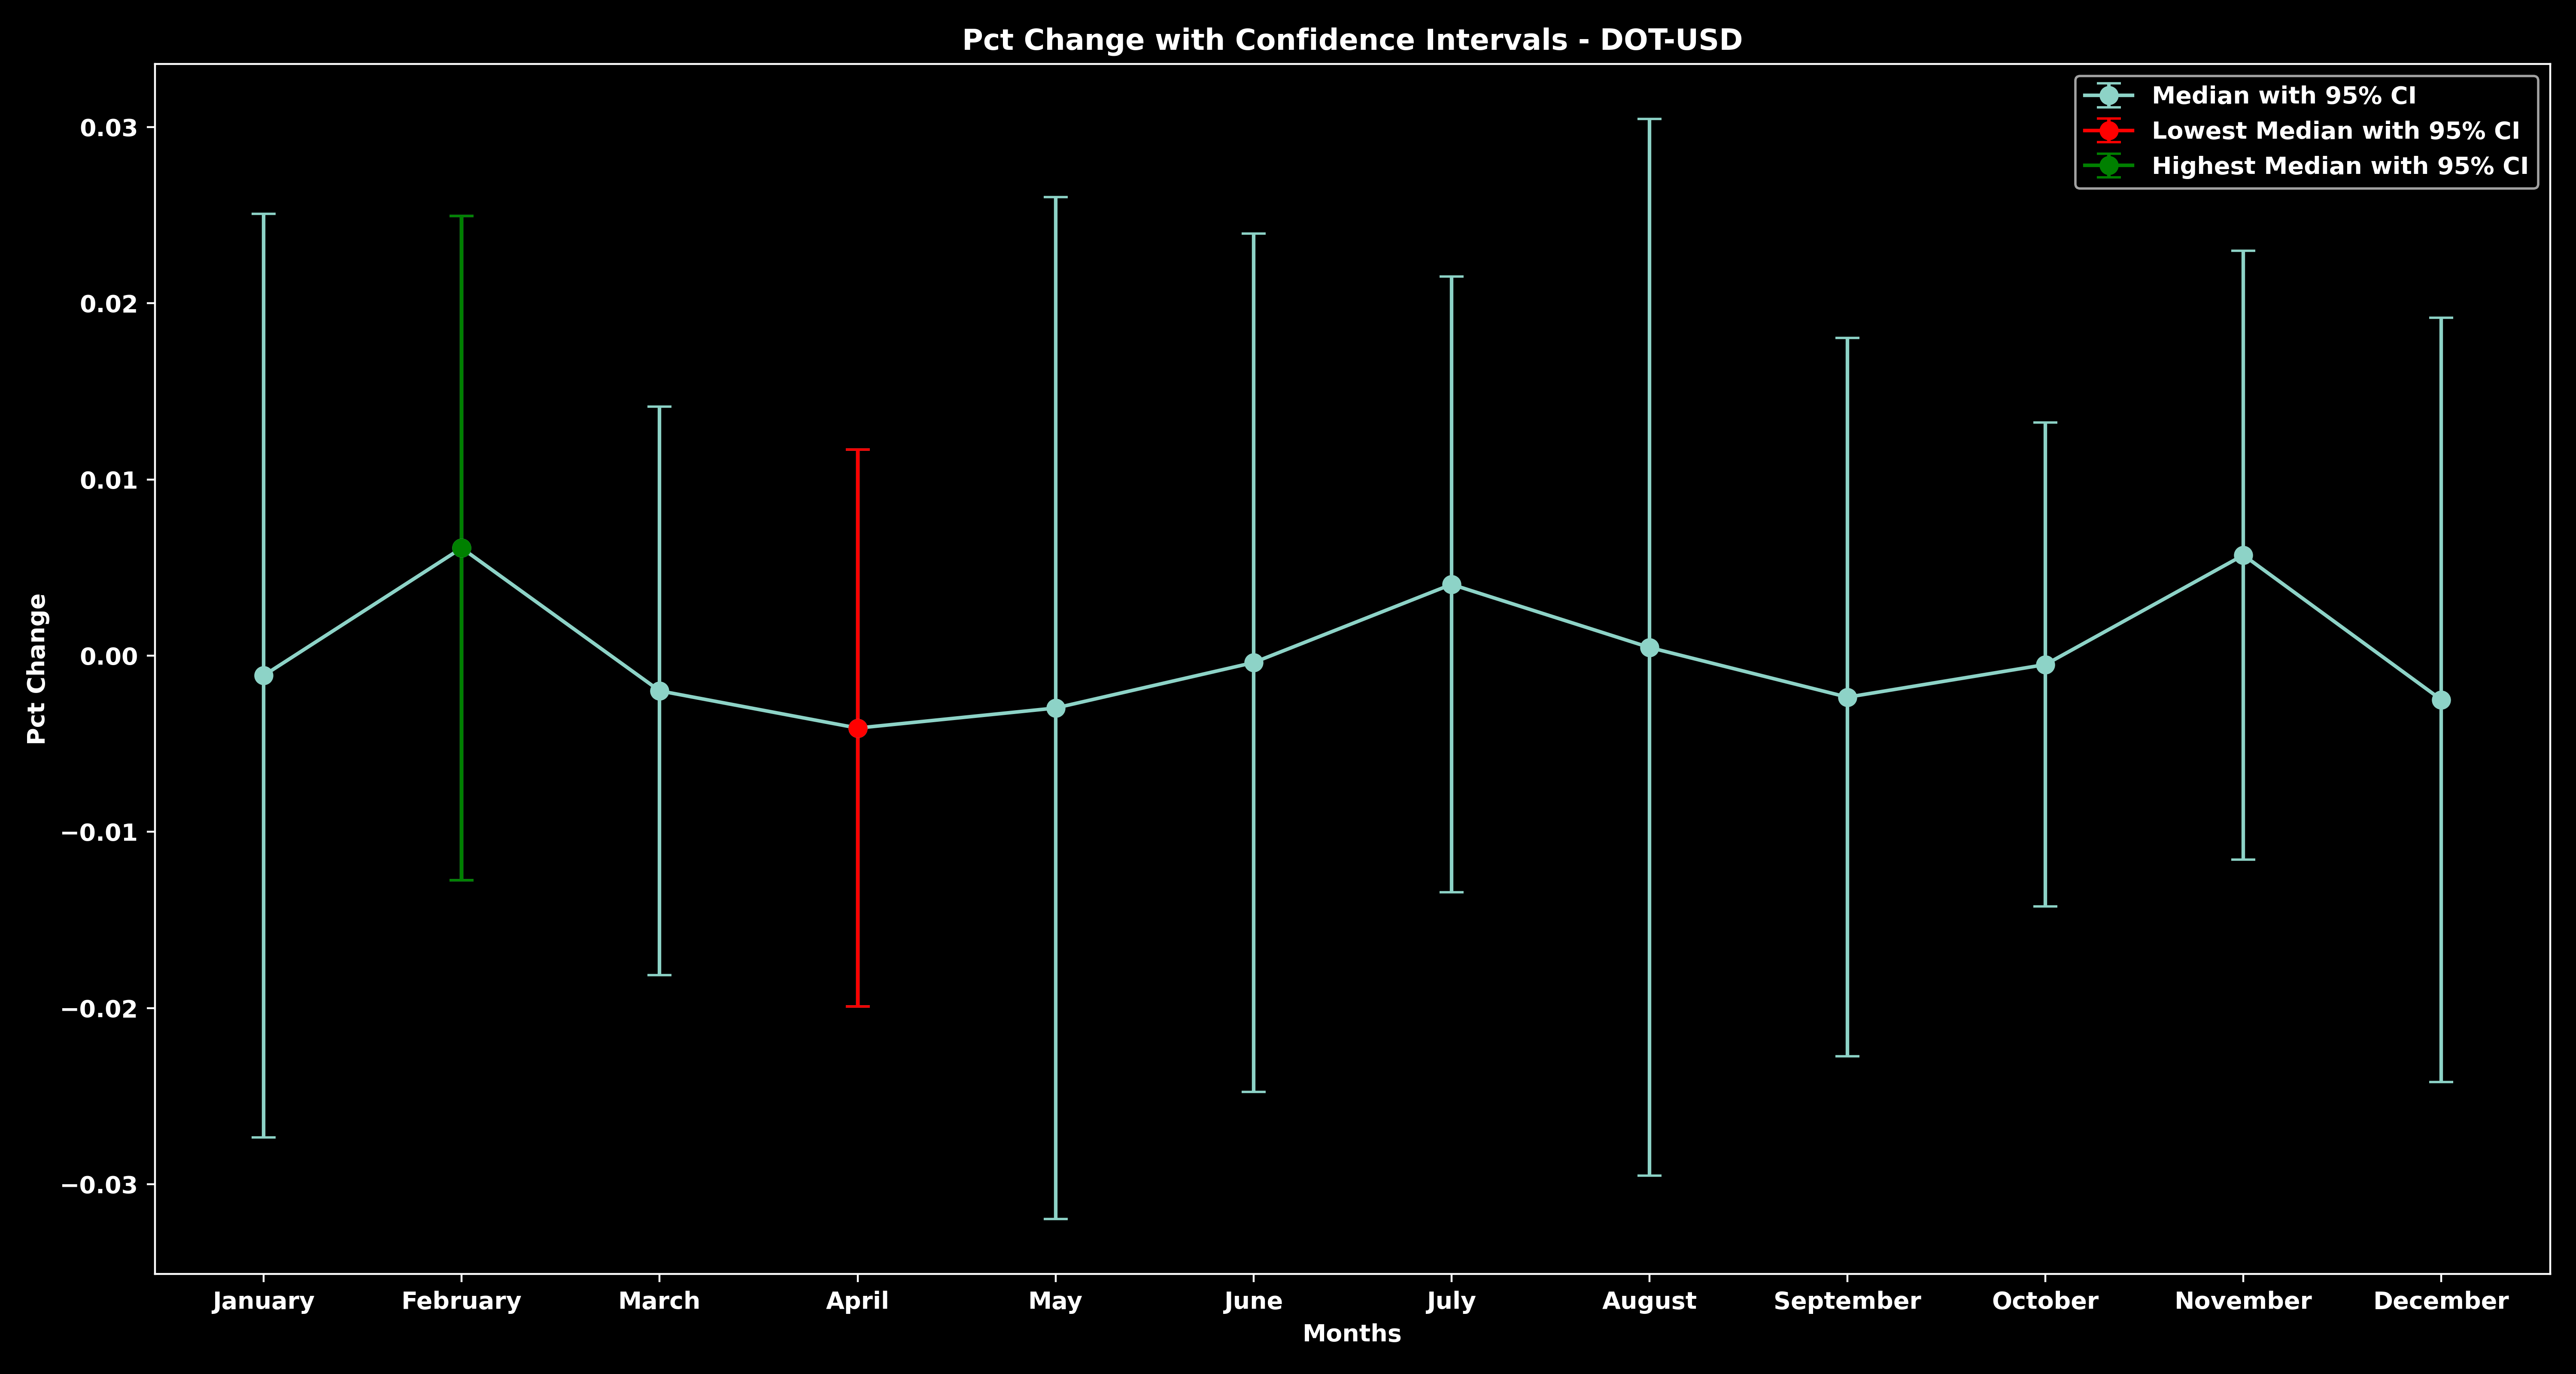 Pct Change with Confidence Intervals - DOT-USD
Median with 95% CI
Lowest Median with 95% CI
Highest Median with 95% CI
0.03
0.02
0.01
0.00
−0.01
−0.02
−0.03
Pct Change
January February March April May June July August September October November December
Months